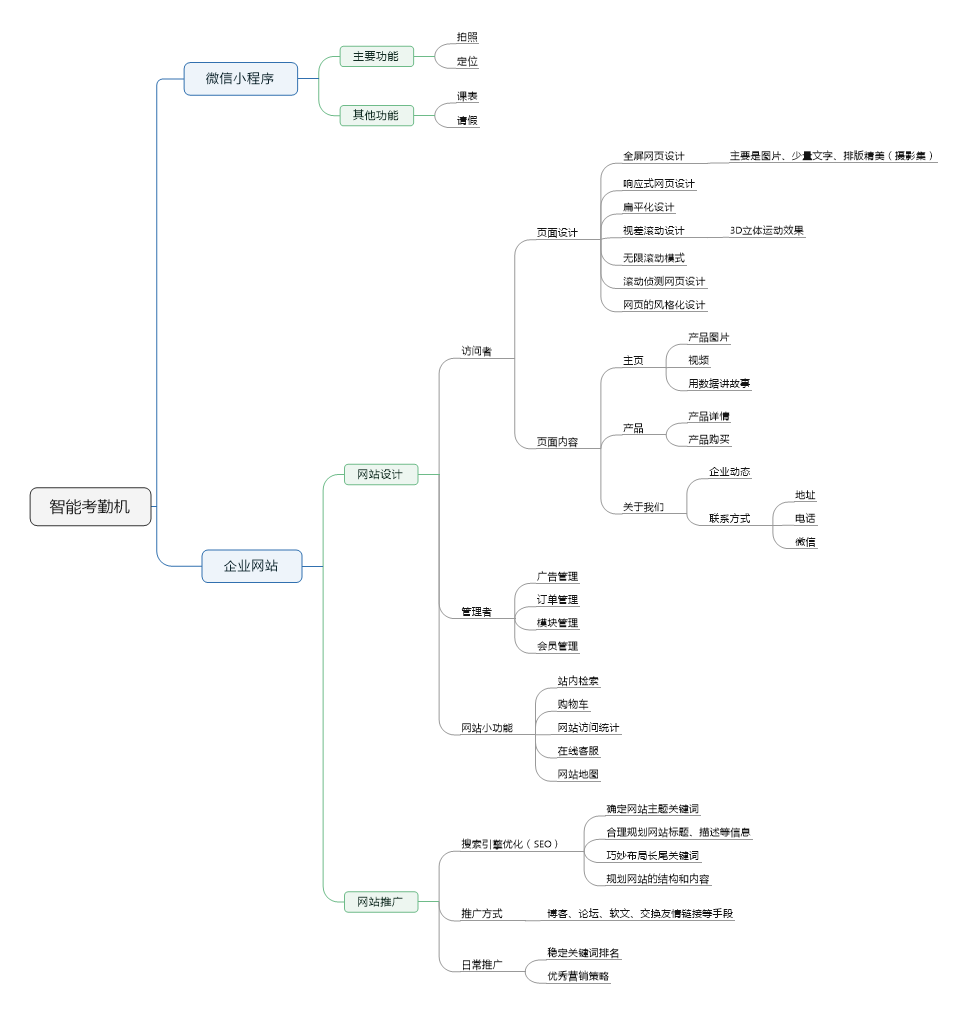 拍照
主要功能
定位
微信小程序
课表
其他功能
请假
全屏网页设计
主要是图片、少量文字、排版精美（摄影集）
响应式网页设计
扁平化设计
页面设计
视差滚动设计
3D立体运动效果
无限滚动模式
滚动侦测网页设计
网页的风格化设计
访问者
产品图片
主页
视频
用数据讲故事
产品详情
产品
产品购买
页面内容
企业动态
关于我们
地址
联系方式
电话
微信
网站设计
智能考勤机
企业网站
广告管理
订单管理
管理者
模块管理
会员管理
站内检索
购物车
网站小功能
网站访问统计
在线客服
网站地图
确定网站主题关键词
合理规划网站标题、描述等信息
搜索引擎优化（SEO）
巧妙布局长尾关键词
规划网站的结构和内容
网站推广
推广方式
博客、论坛、软文、交换友情链接等手段
稳定关键词排名
日常推广
优秀营销策略